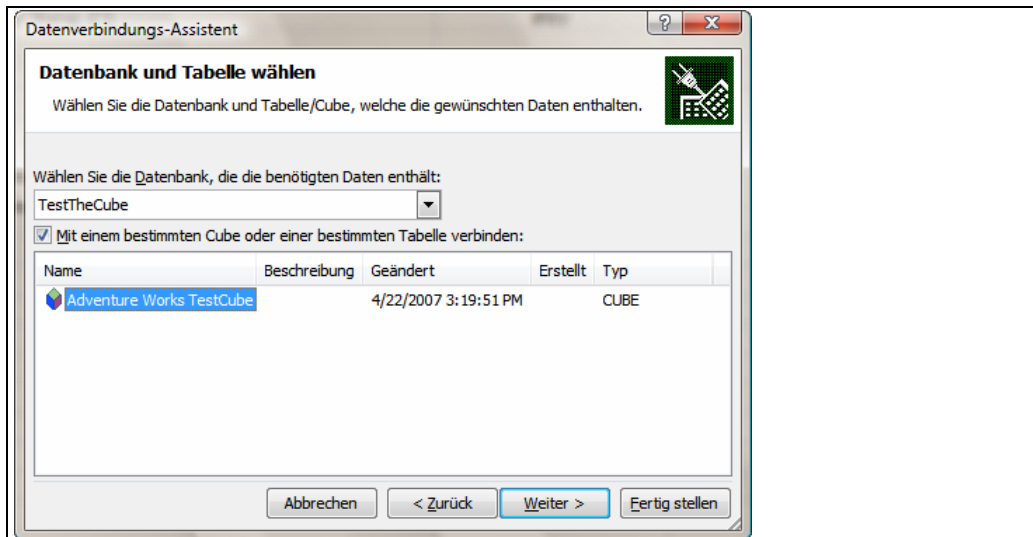 Datenverbindungs-Assistent
Datenbank und Tabelle wählen
Wählen Sie die Datenbank und Tabelle/Cube, welche die gewünschten Daten enthalten.
Wählen Sie die Datenbank, die die benötigten Daten enthält:
TestTheCube
Mit einem bestimmten Cube oder einer bestimmten Tabelle verbinden:
Name Beschreibung Geändert Erstellt Typ
Adventure Works TestCube 4/22/2007 3:19:51 PM CUBE
Abbrechen < Zurück Weiter > Fertig stellen